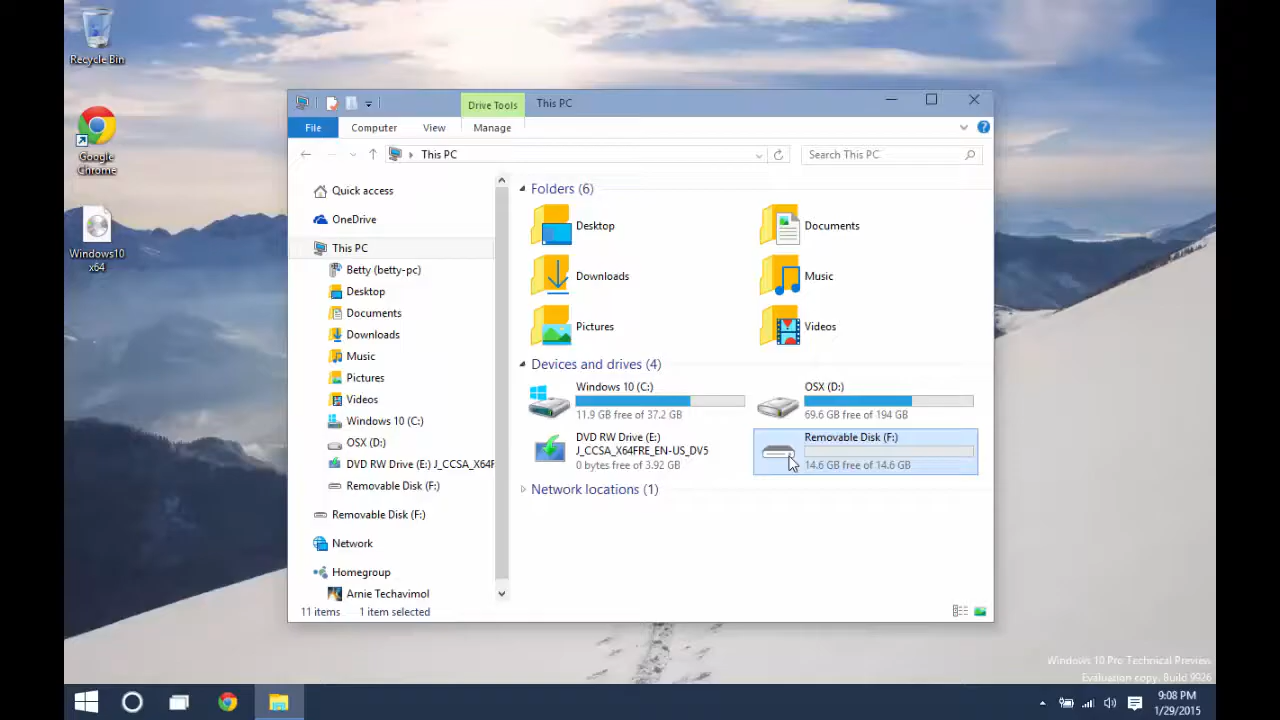 Recycle Bin
Google
Chrome
Windows10
x64
Drive Tools
This PC
File
Computer
View
Manage
This PC
Search This PC
Quick access
OneDrive
This PC
Betty (betty-pc)
Desktop
Documents
Downloads
Music
Pictures
Videos
Windows 10 (C:)
OSX (D:)
DVD RW Drive (E:) J_CCSA_X64F
Removable Disk (F:)
Removable Disk (F:)
Network
Homegroup
Arnie Techavimol
Folders (6)
Desktop
Documents
Downloads
Music
Pictures
Videos
Devices and drives (4)
Windows 10 (C:)
11.9 GB free of 37.2 GB
OSX (D:)
69.6 GB free of 194 GB
DVD RW Drive (E:)
J_CCSA_X64FRE_EN-US_DV5
0 bytes free of 3.92 GB
Removable Disk (F:)
14.6 GB free of 14.6 GB
Network locations (1)
11 items
1 item selected
Windows 10 Pro Technical Preview
Evaluation copy. Build 9926
9:08 PM
1/29/2015